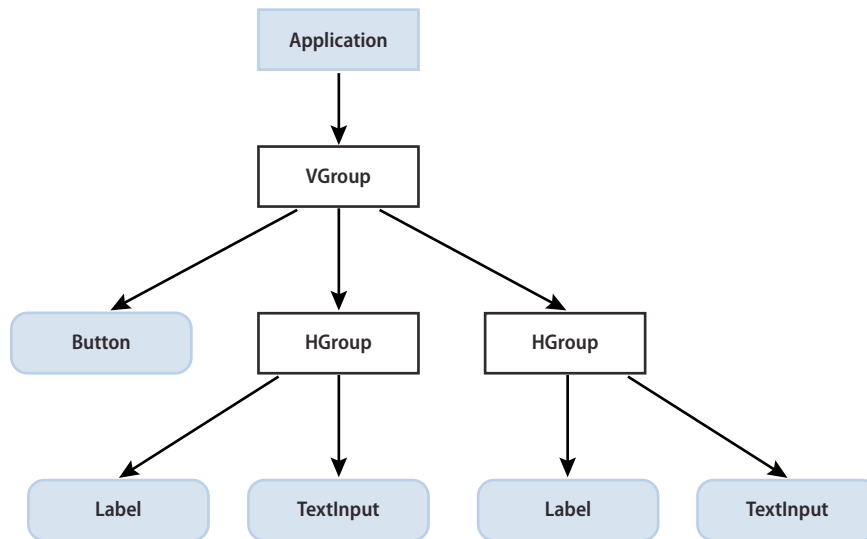 Application
VGroup
Button
HGroup
HGroup
Label
TextInput
Label
TextInput